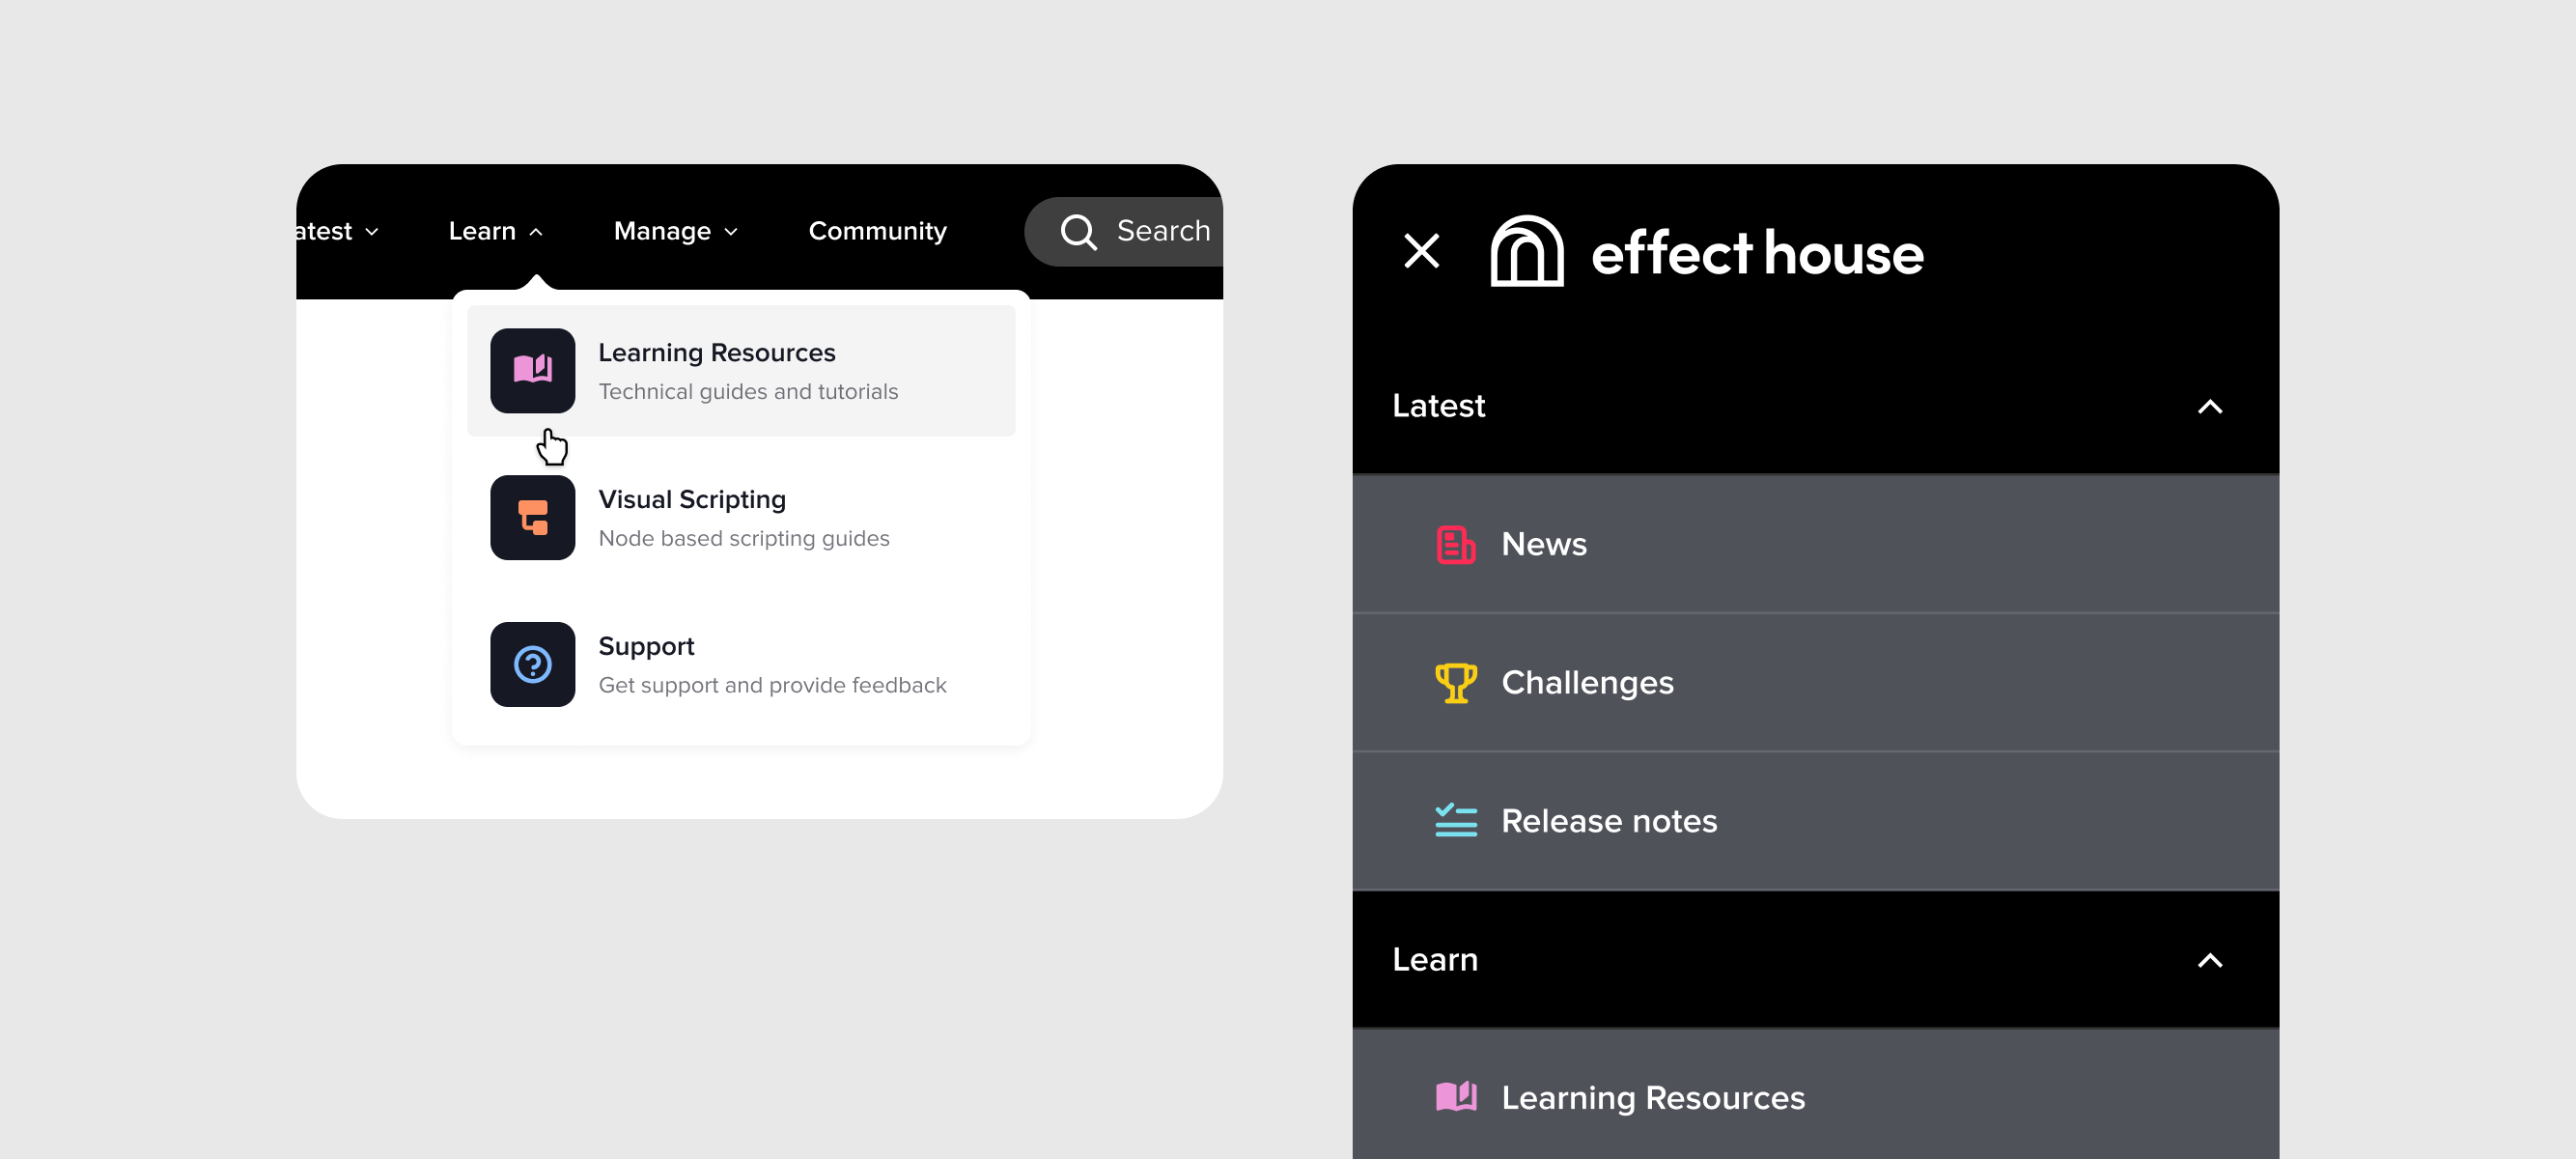 atest
Learn
Manage
Community
Search
Learning Resources
Technical guides and tutorials
Visual Scripting
Node based scripting guides
Support
Get support and provide feedback
effect house
Latest
News
Challenges
Release notes
Learn
Learning Resources